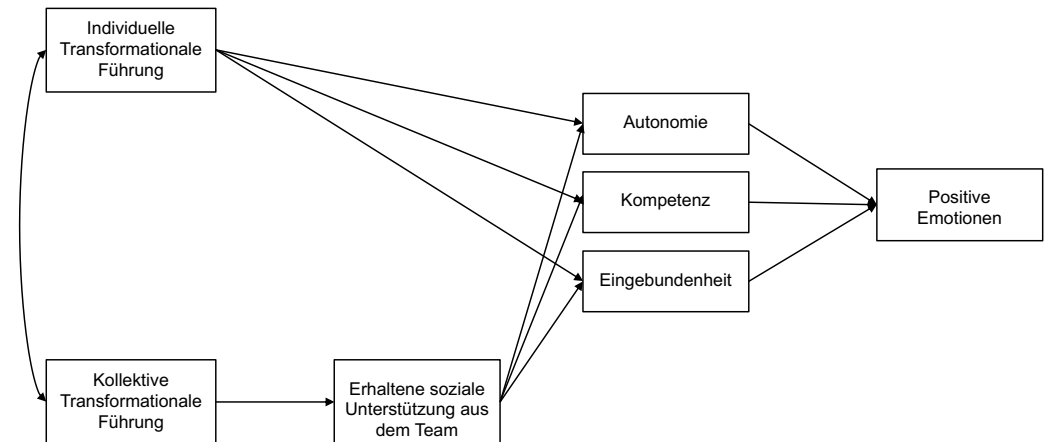 Individuelle
Transformationale
Führung
Autonomie
Kompetenz
Positive
Emotionen
Eingebundenheit
Kollektive
Transformationale
Führung
Erhaltene soziale
Unterstützung aus
dem Team